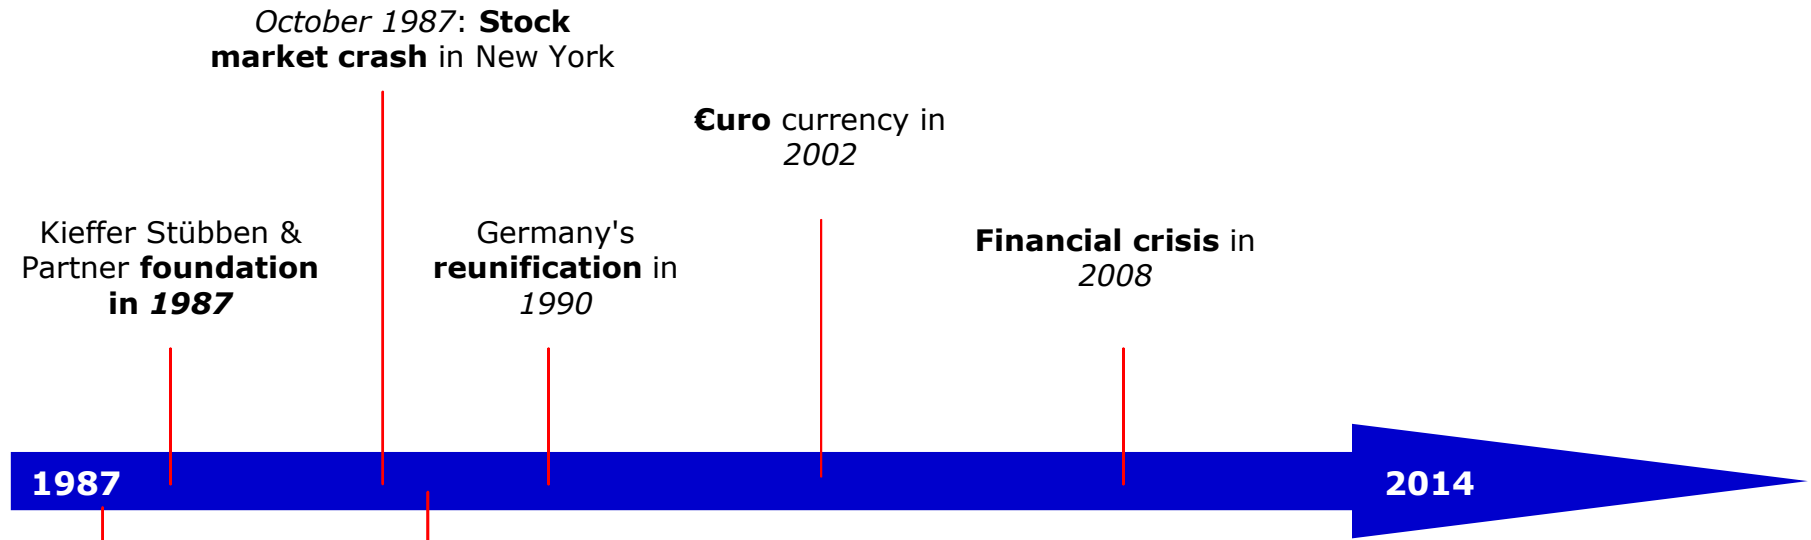 October 1987: Stock
market crash in New York
€uro currency in
2002
Kieffer Stübben &
Partner foundation
in 1987
Germany's
reunification in
1990
Financial crisis in
2008
1987
2014